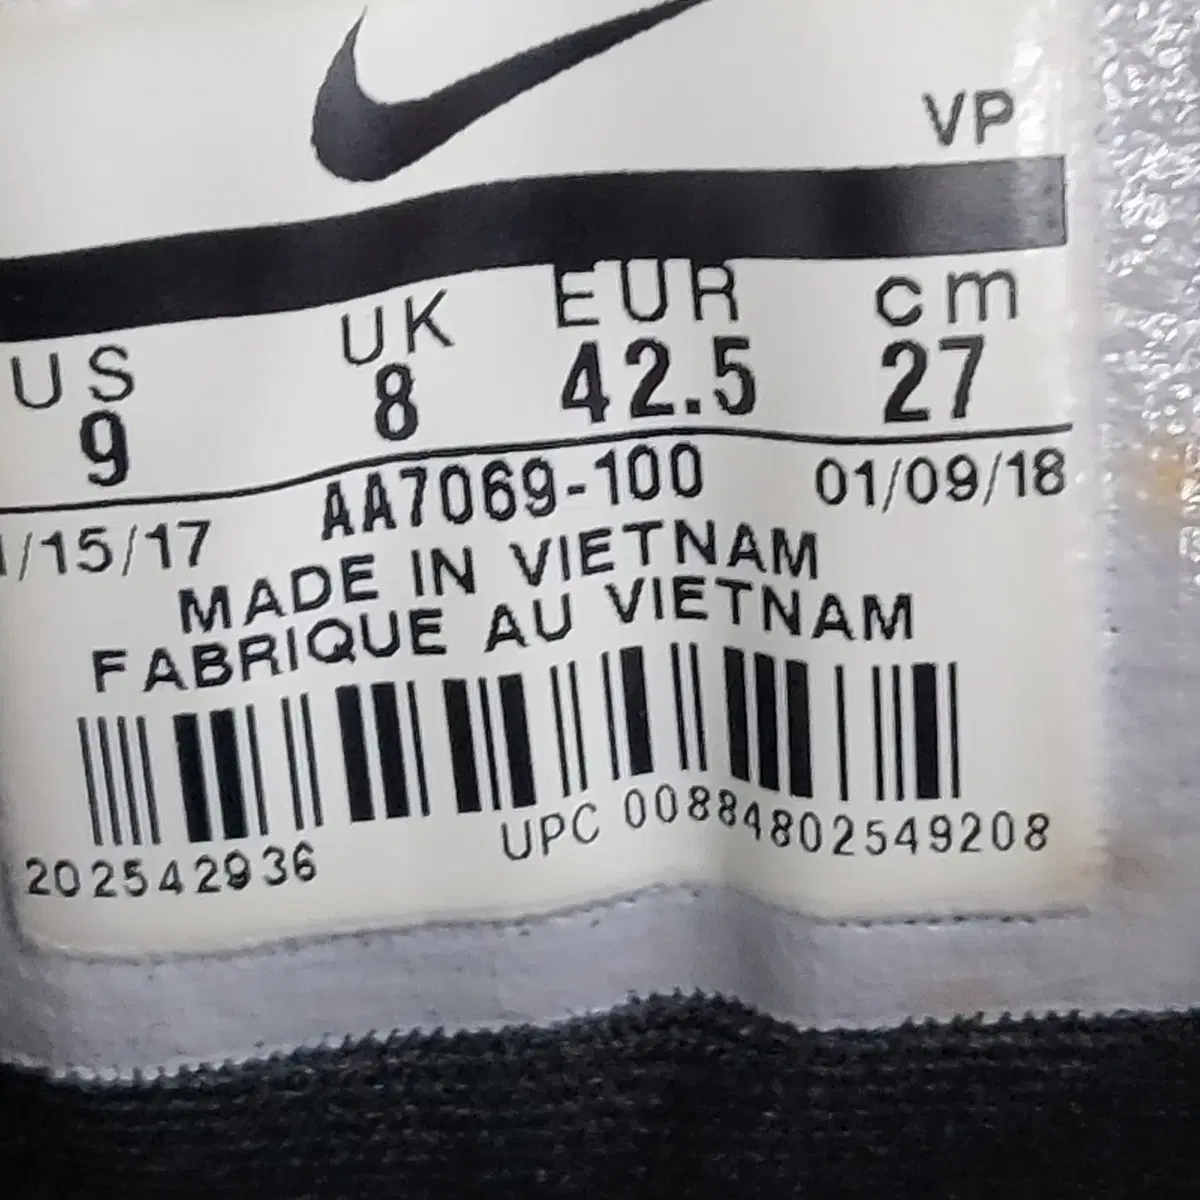 VP
US UK EUR cm
9 8 42.5 27
/15/17 AA7069-100 01/09/18
MADE IN VIETNAM
FABRIQUE AU VIETNAM
202542936 UPC 00884802549208